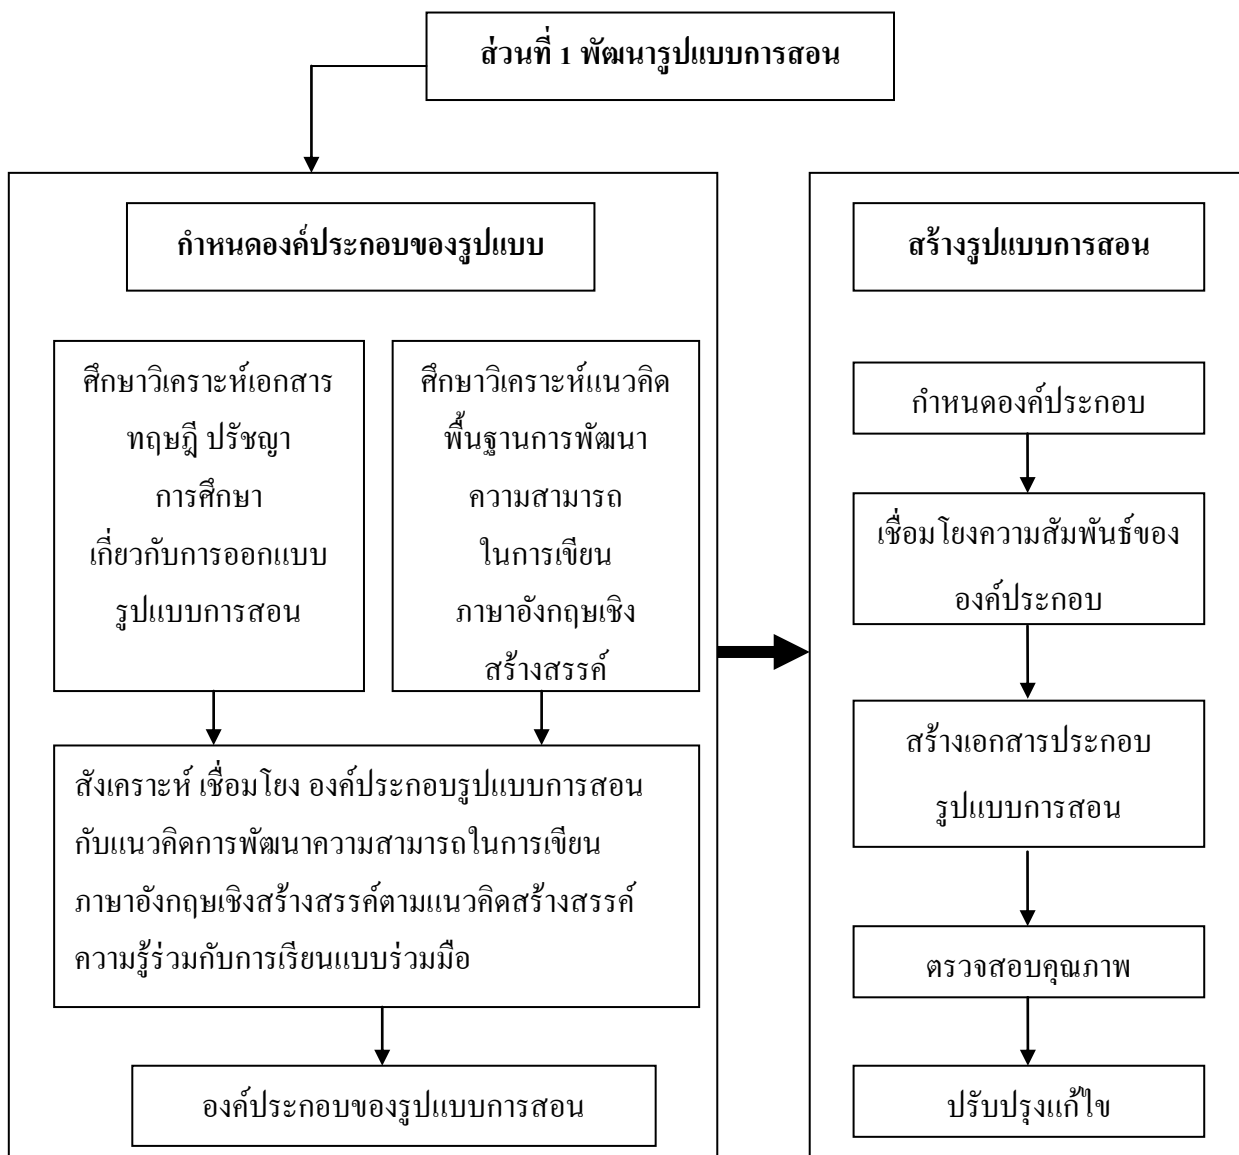 ส่วนที่ 1 พัฒนารูปแบบการสอน
กำหนดองค์ประกอบของรูปแบบ
ศึกษาวิเคราะห์เอกสาร
ทฤษฎี ปรัชญา
การศึกษา
เกี่ยวกับการออกแบบ
รูปแบบการสอน
ศึกษาวิเคราะห์แนวคิด
พื้นฐานการพัฒนา
ความสามารถ
ในการเขียน
ภาษาอังกฤษเชิง
สร้างสรรค์
สังเคราะห์ เชื่อมโยง องค์ประกอบรูปแบบการสอน
กับแนวคิดการพัฒนาความสามารถในการเขียน
ภาษาอังกฤษเชิงสร้างสรรค์ตามแนวคิดสร้างสรรค์
ความรู้ร่วมกับการเรียนแบบร่วมมือ
องค์ประกอบของรูปแบบการสอน
สร้างรูปแบบการสอน
กำหนดองค์ประกอบ
เชื่อมโยงความสัมพันธ์ของ
องค์ประกอบ
สร้างเอกสารประกอบ
รูปแบบการสอน
ตรวจสอบคุณภาพ
ปรับปรุงแก้ไข